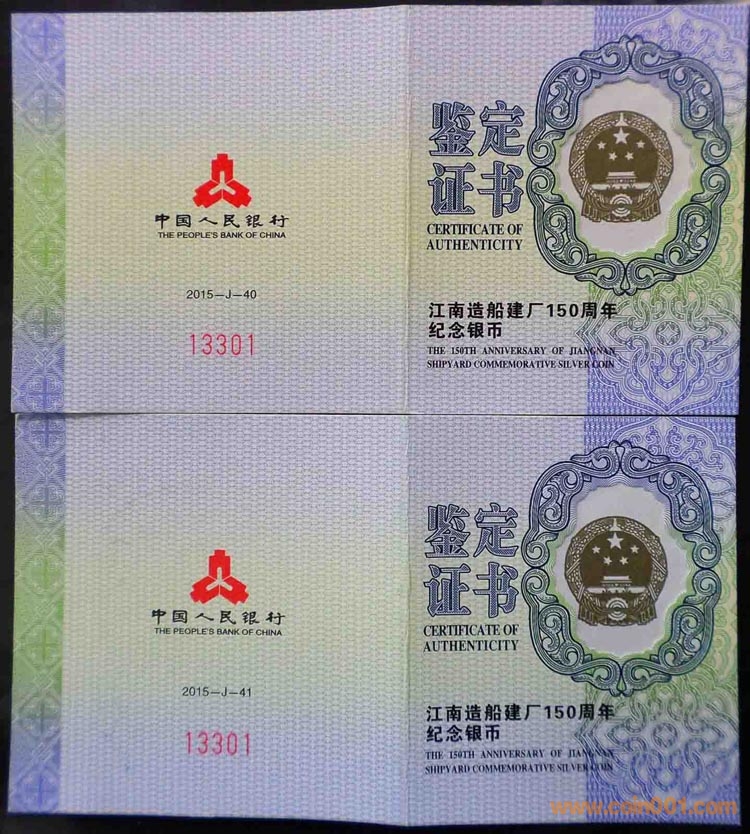 中国人民银行
THE PEOPLE'S BANK OF CHINA
2015-J-40
13301
鉴定
证书
CERTIFICATE OF
AUTHENTICITY
江南造船建厂150周年
纪念银币
THE 150TH ANNIVERSARY OF JIANGNAN
SHIPYARD COMMEMORATIVE SILVER COIN
中国人民银行
THE PEOPLE'S BANK OF CHINA
2015-J-41
13301
鉴定
证书
CERTIFICATE OF
AUTHENTICITY
江南造船建厂150周年
纪念银币
THE 150TH ANNIVERSARY OF JIANGNAN
SHIPYARD COMMEMORATIVE SILVER COIN
www.coin001.com